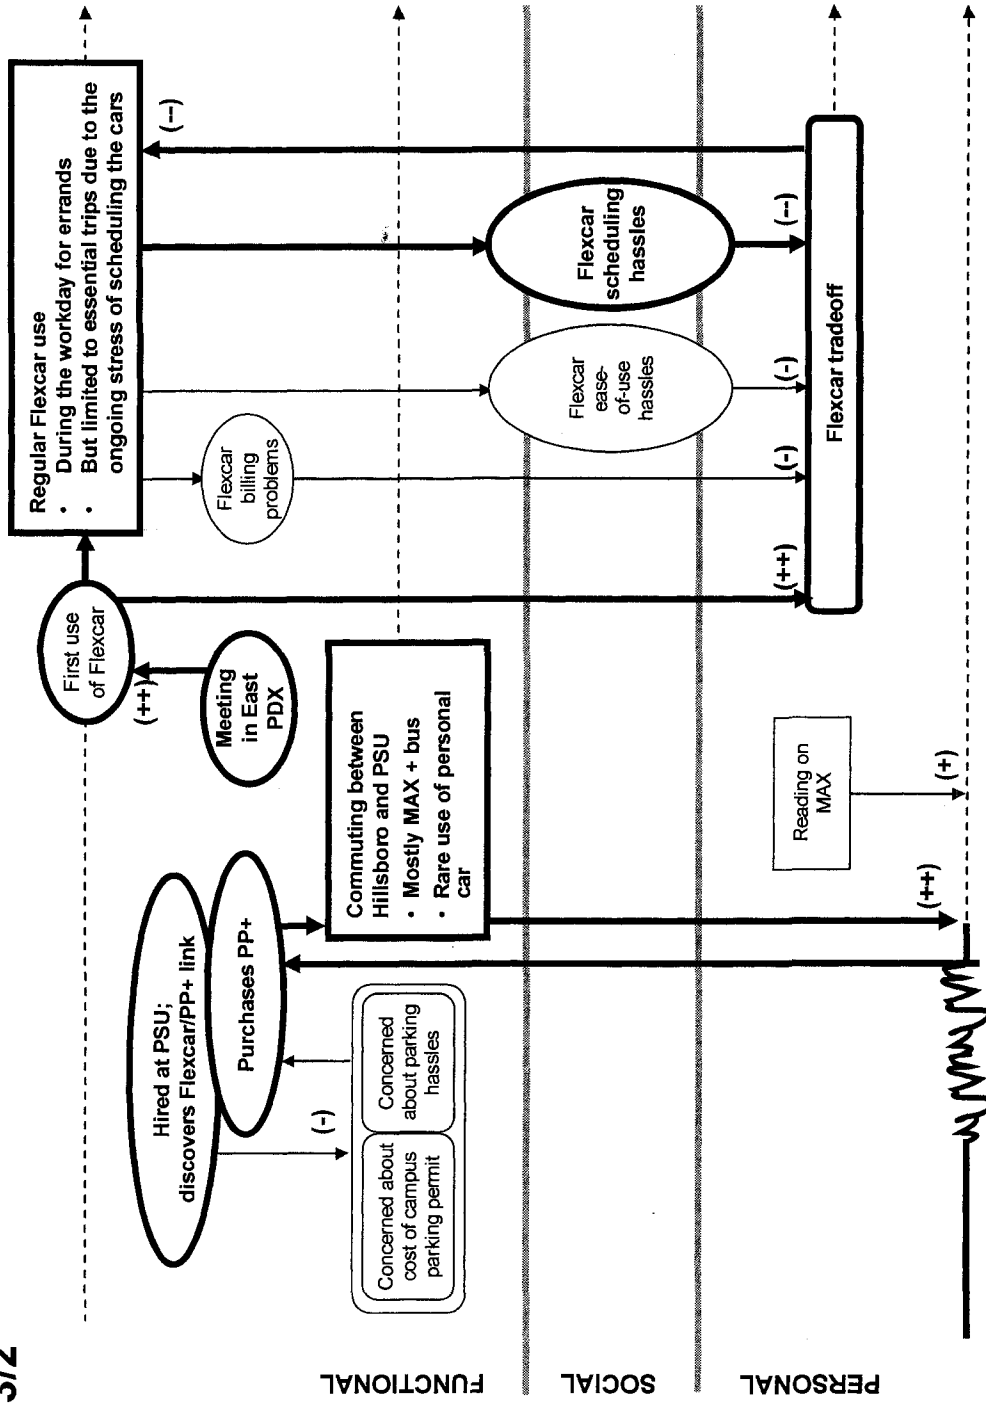 3/2
Regular Flexcar use
• During the workday for errands
• But limited to essential trips due to the
ongoing stress of scheduling the cars
First use
of Flexcar
(++)
Meeting
in East
PDX
Hired at PSU;
discovers Flexcar/PP+ link
Purchases PP+
(-)
Concerned about
cost of campus
parking permit
Concerned
about parking
hassles
Commuting between
Hillsboro and PSU
• Mostly MAX + bus
• Rare use of personal
car
(++)
Reading on
MAX
(+)
Flexcar
billing
problems
Flexcar
ease-
of-use
hassles
Flexcar
scheduling
hassles
(--)
(++)
(-)
(-)
(--)
Flexcar tradeoff
FUNCTIONAL
SOCIAL
PERSONAL